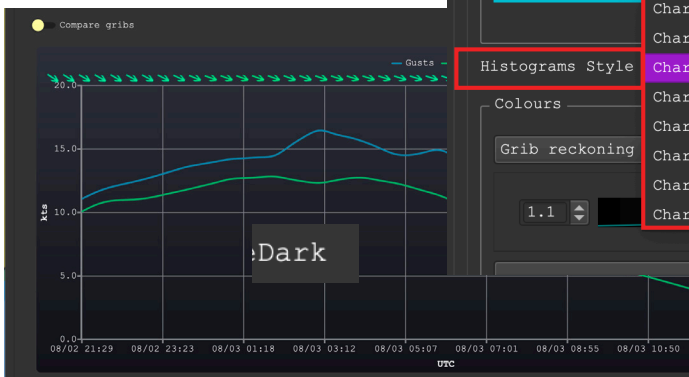 Compare gribs
Gusts
20.0
15.0
kts
10.0
5.0
0.0
08/02 21:29 08/02 23:23 08/03 01:18 08/03 03:12 08/03 05:07 08/03 07:01 08/03 08:55 08/03 10:50
UTC
Dark
Histograms Style
Char
Char
Char
Char
Char
Char
Char
Char
Colours
Grib reckoning
1.1